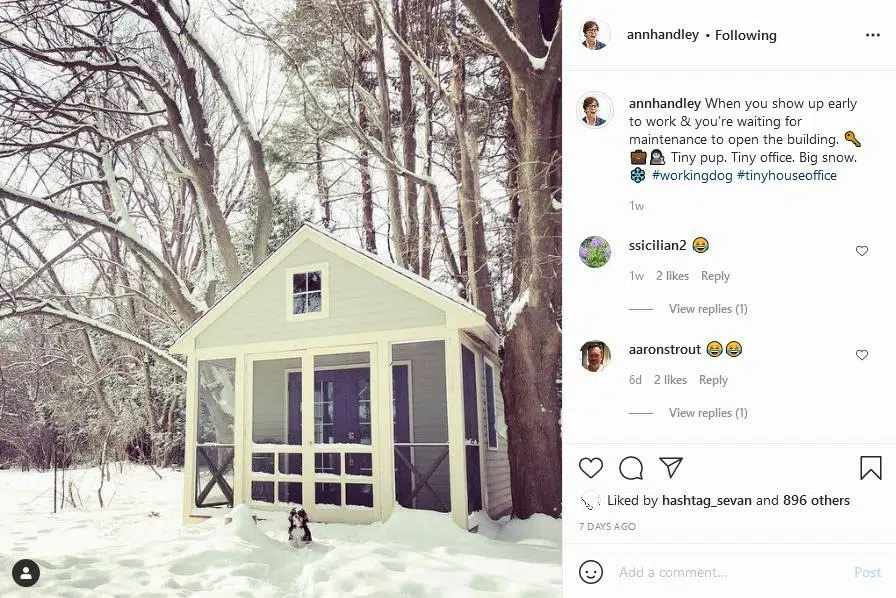 annhandley • Following
annhandley When you show up early
to work & you're waiting for
maintenance to open the building. 🔑
💼👩‍💻 Tiny pup. Tiny office. Big snow.
❄️ #workingdog #tinyhouseoffice
1w
ssicilian2 😂
1w 2 likes Reply
View replies (1)
aaronstrout 😂😂
6d 2 likes Reply
View replies (1)
Liked by hashtag_sevan and 896 others
7 DAYS AGO
Add a comment... Post